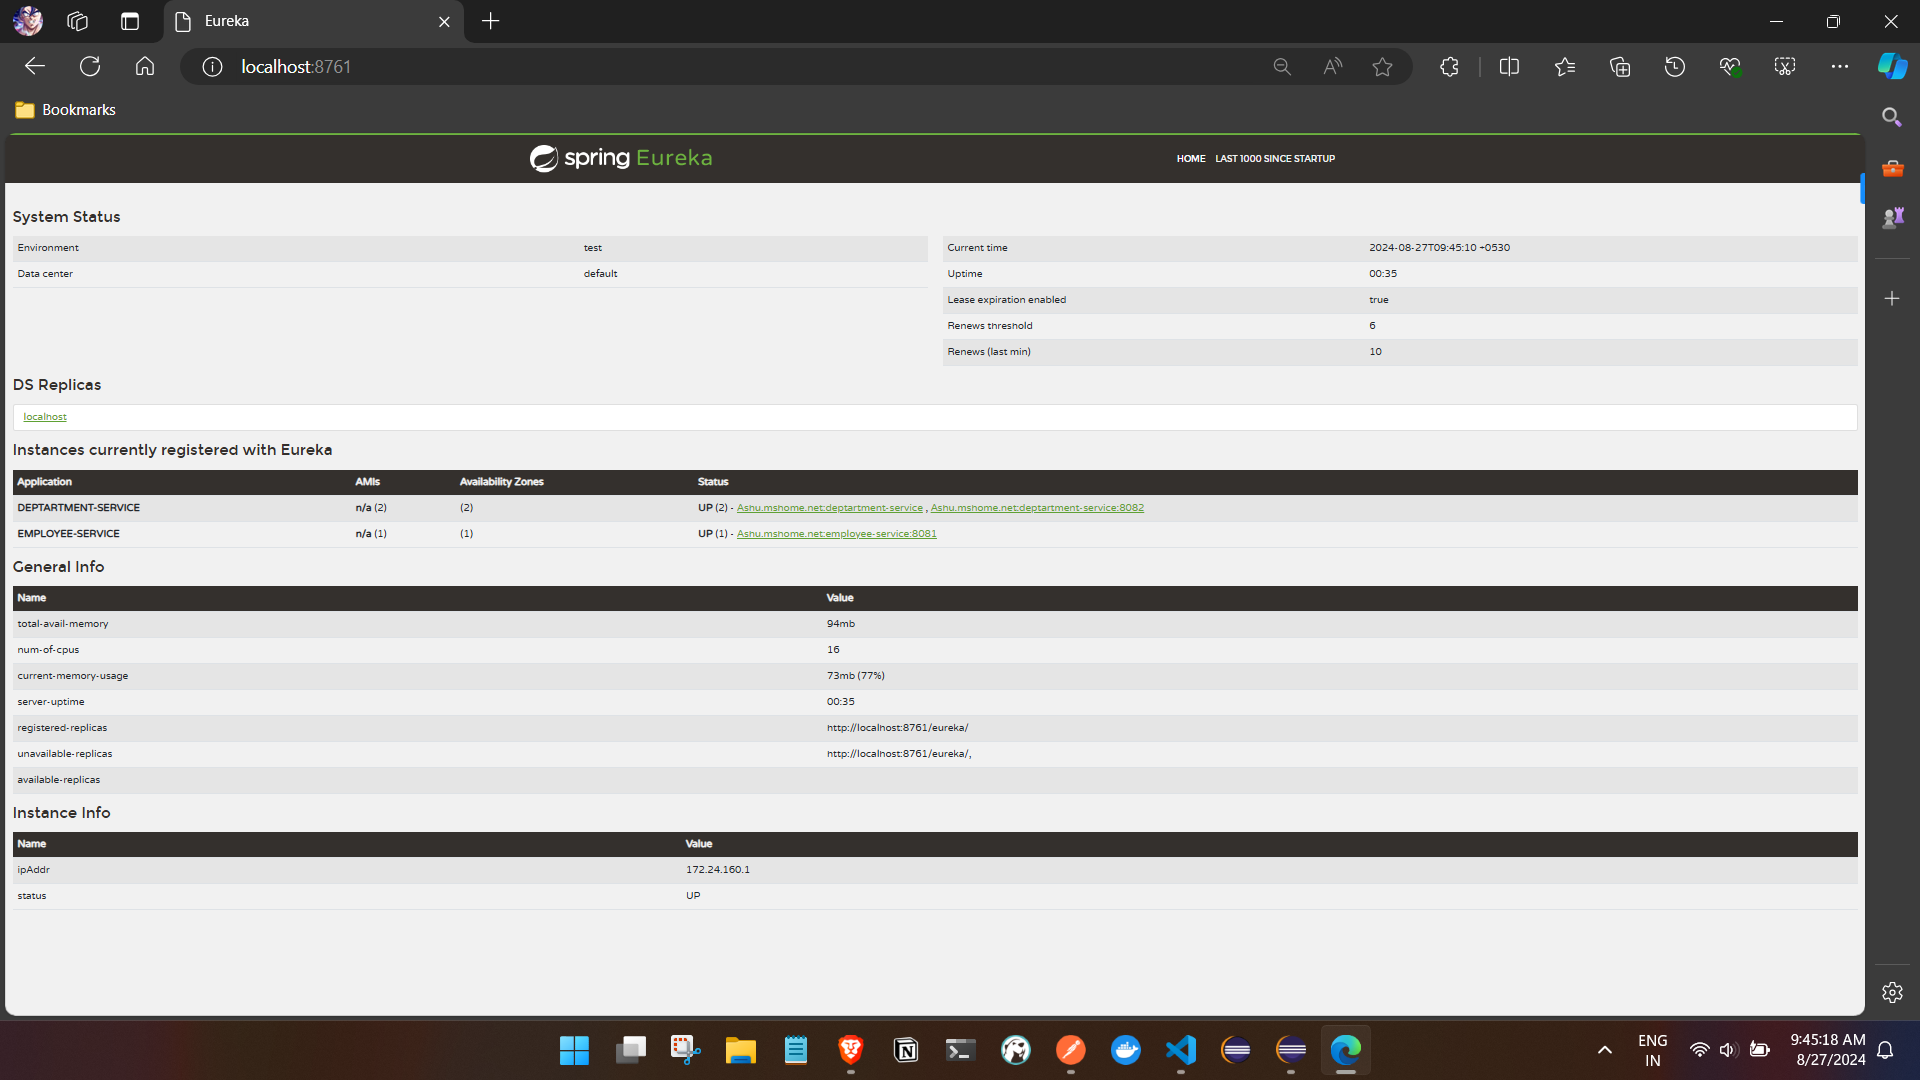 Eureka
localhost:8761
Bookmarks
spring Eureka
HOME LAST 1000 SINCE STARTUP
System Status
Environment test
Data center default
Current time 2024-08-27T09:45:10 +0530
Uptime 00:35
Lease expiration enabled true
Renews threshold 6
Renews (last min) 10
DS Replicas
localhost
Instances currently registered with Eureka
Application AMIs Availability Zones Status
DEPTARTMENT-SERVICE n/a (2) (2) UP (2) - Ashu.mshome.net:deptartment-service , Ashu.mshome.net:deptartment-service:8082
EMPLOYEE-SERVICE n/a (1) (1) UP (1) - Ashu.mshome.net:employee-service:8081
General Info
Name Value
total-avail-memory 94mb
num-of-cpus 16
current-memory-usage 73mb (77%)
server-uptime 00:35
registered-replicas http://localhost:8761/eureka/
unavailable-replicas http://localhost:8761/eureka/,
available-replicas
Instance Info
Name Value
ipAddr 172.24.160.1
status UP
ENG
IN
9:45:18 AM
8/27/2024